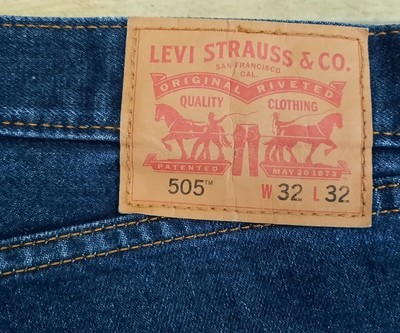 LEVI STRAUSS & CO.
SAN FRANCISCO
CAL.
ORIGINAL RIVETED
QUALITY CLOTHING
PATENTED MAY 20 1873
505™ W 32 L 32